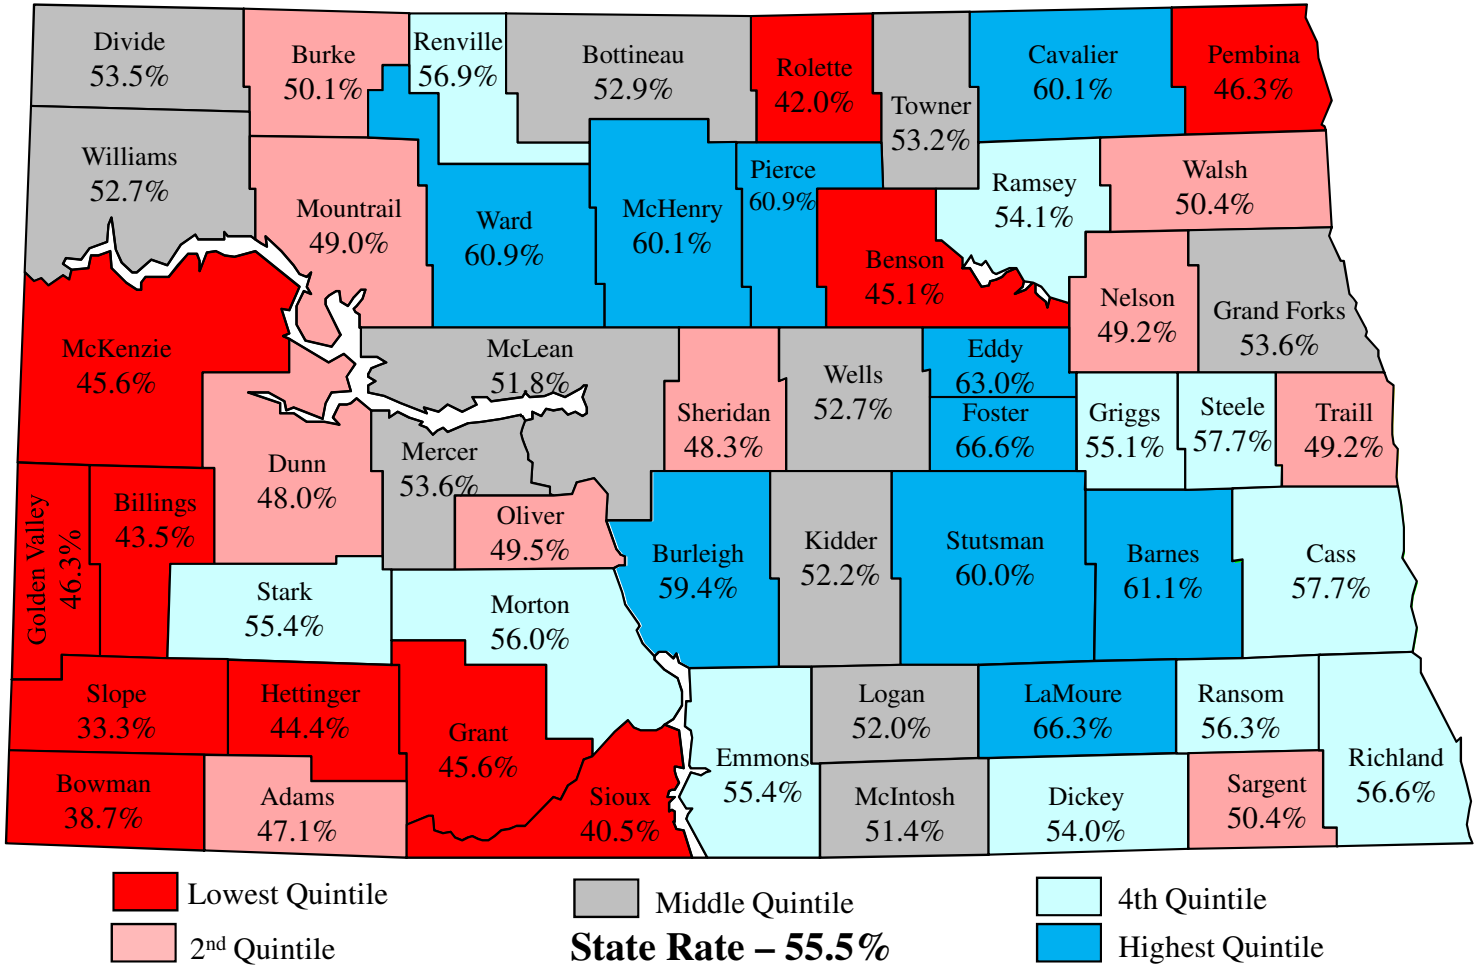 Divide
53.5%
Burke
50.1%
Renville
56.9%
Bottineau
52.9%
Rolette
42.0%
Towner
53.2%
Cavalier
60.1%
Pembina
46.3%
Williams
52.7%
Mountrail
49.0%
Ward
60.9%
McHenry
60.1%
Pierce
60.9%
Benson
45.1%
Ramsey
54.1%
Walsh
50.4%
Nelson
49.2%
Grand Forks
53.6%
McKenzie
45.6%
McLean
51.8%
Sheridan
48.3%
Wells
52.7%
Eddy
63.0%
Foster
66.6%
Griggs
55.1%
Steele
57.7%
Traill
49.2%
Golden Valley
46.3%
Billings
43.5%
Dunn
48.0%
Mercer
53.6%
Oliver
49.5%
Burleigh
59.4%
Kidder
52.2%
Stutsman
60.0%
Barnes
61.1%
Cass
57.7%
Stark
55.4%
Morton
56.0%
Slope
33.3%
Hettinger
44.4%
Grant
45.6%
Emmons
55.4%
Logan
52.0%
LaMoure
66.3%
Ransom
56.3%
Richland
56.6%
Bowman
38.7%
Adams
47.1%
Sioux
40.5%
McIntosh
51.4%
Dickey
54.0%
Sargent
50.4%
Lowest Quintile
2nd Quintile
Middle Quintile
State Rate – 55.5%
4th Quintile
Highest Quintile